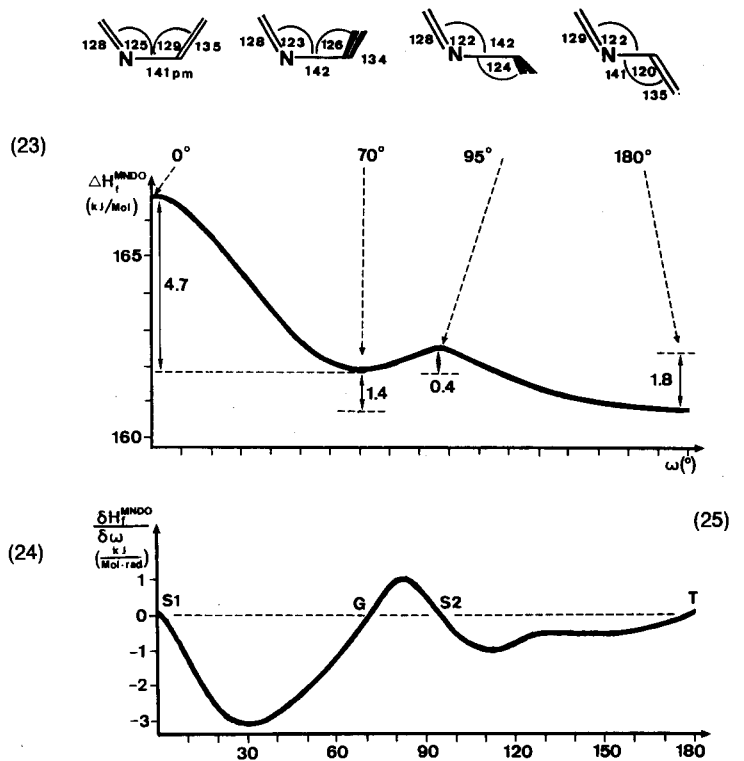 128 125 129 135
N
141pm
128 123 126 134
N
142
128 122 142
N
124
129 122
N
141 120
135
(23)
0° 70° 95° 180°
△H_f^MNDO
(kJ/Mol)
165
4.7
1.4
0.4
1.8
160
ω(°)
(24)
(25)
δH_f^MNDO
δω
(kJ/Mol·rad)
1
S1 G S2 T
0
-1
-2
-3
30 60 90 120 150 180